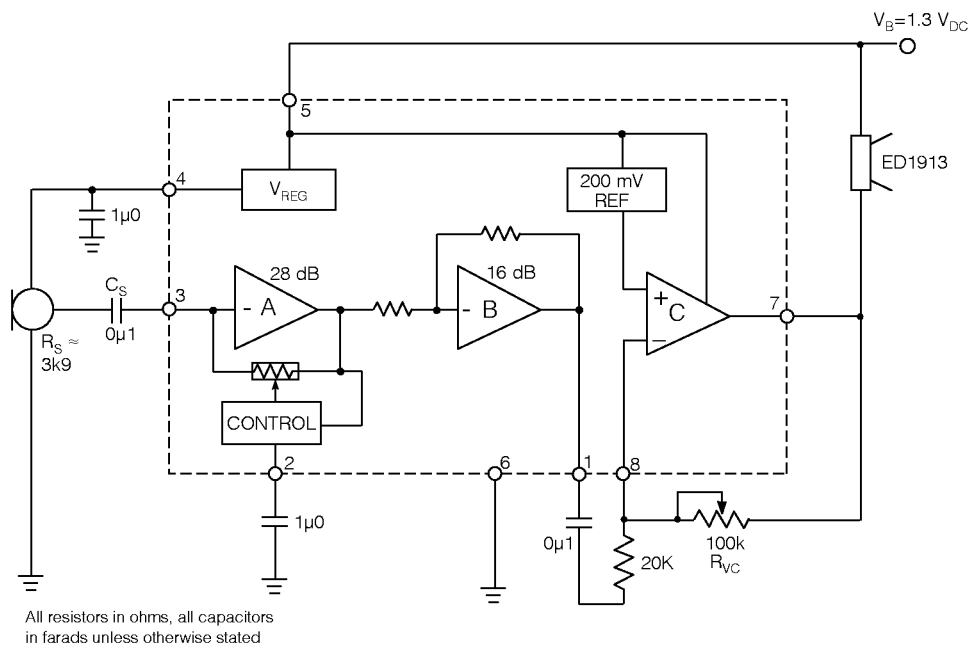 V_B=1.3 V_DC
5
4
V_REG
200 mV
REF
ED1913
1µ0
28 dB
16 dB
C_S
3
- A
- B
+
C
–
7
0µ1
R_S ≈
3k9
CONTROL
2
6
1
8
1µ0
0µ1
20K
100k
R_VC
All resistors in ohms, all capacitors
in farads unless otherwise stated